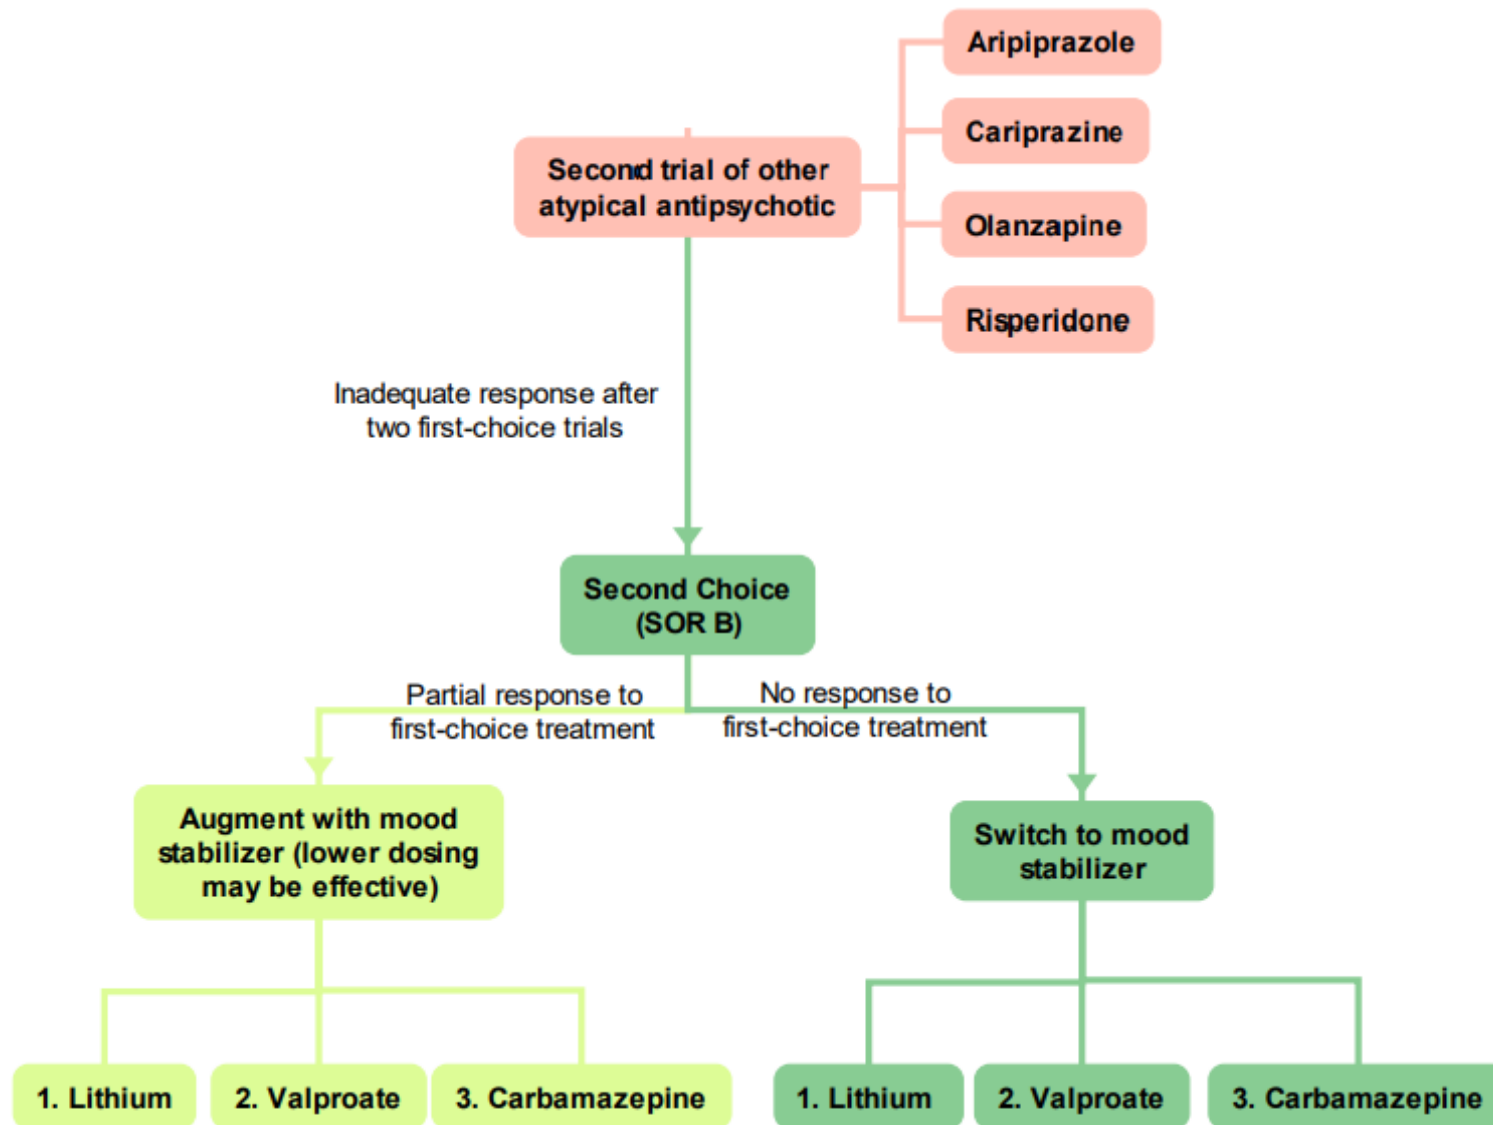 Aripiprazole
Cariprazine
Second trial of other
atypical antipsychotic
Olanzapine
Risperidone
Inadequate response after
two first-choice trials
Second Choice
(SOR B)
Partial response to
first-choice treatment
No response to
first-choice treatment
Augment with mood
stabilizer (lower dosing
may be effective)
Switch to mood
stabilizer
1. Lithium
2. Valproate
3. Carbamazepine
1. Lithium
2. Valproate
3. Carbamazepine